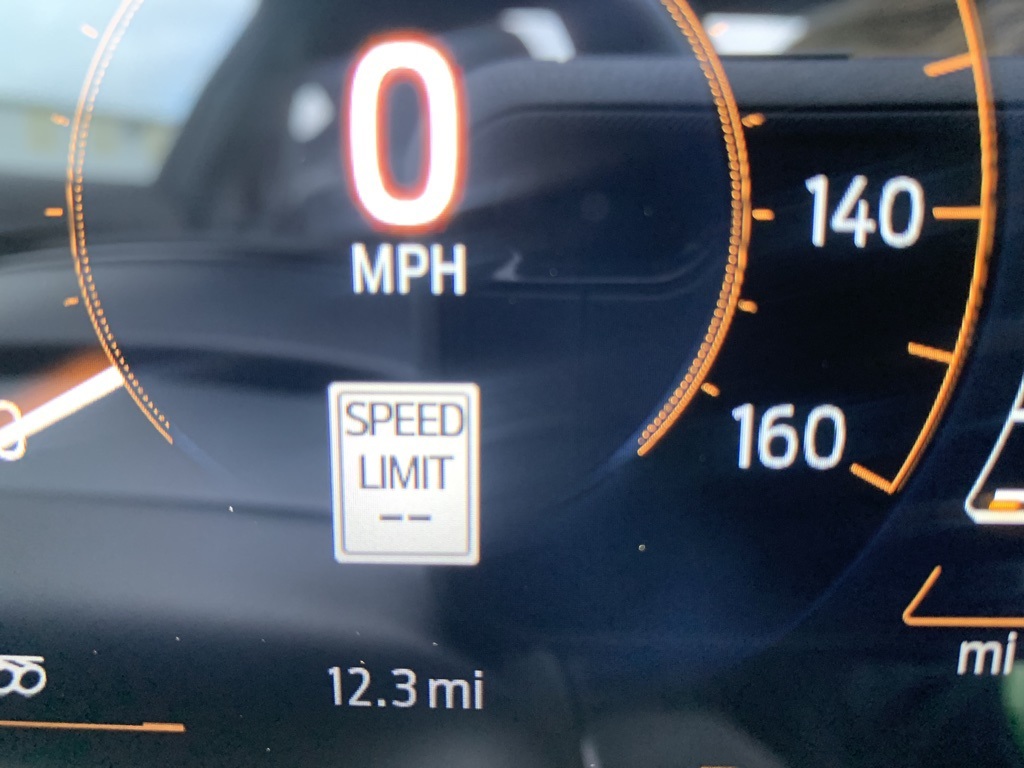 0
MPH
140
160
SPEED
LIMIT
--
12.3 mi
mi